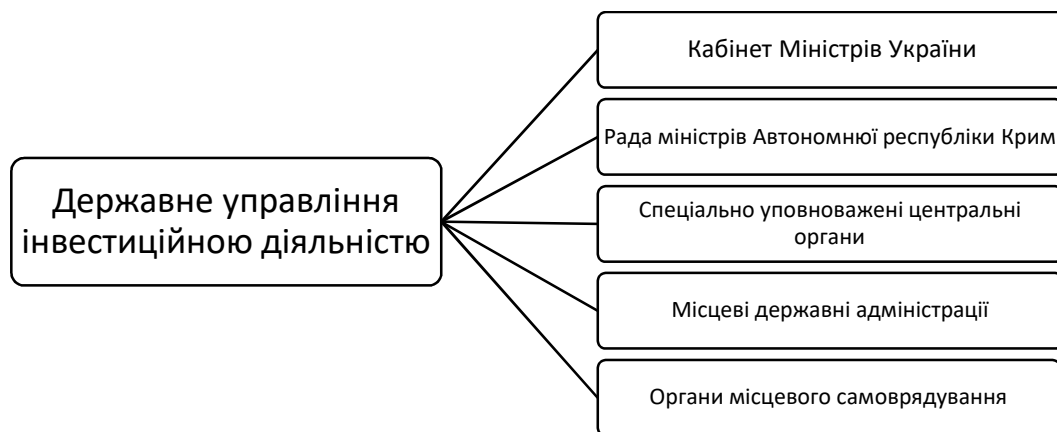 Державне управління
інвестиційною діяльністю
Кабінет Міністрів України
Рада міністрів Автономнюї республіки Крим
Спеціально уповноважені центральні
органи
Місцеві державні адміністрації
Органи місцевого самоврядування